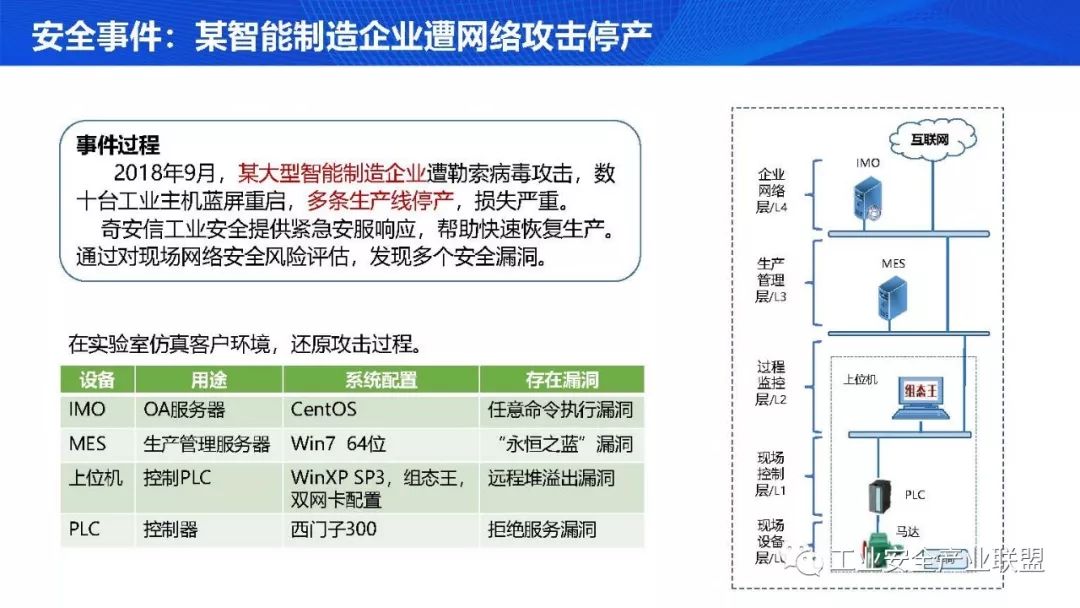 安全事件：某智能制造企业遭网络攻击停产
事件过程
2018年9月，某大型智能制造企业遭勒索病毒攻击，数
十台工业主机蓝屏重启，多条生产线停产，损失严重。
奇安信工业安全提供紧急安服响应，帮助快速恢复生产。
通过对现场网络安全风险评估，发现多个安全漏洞。
在实验室仿真客户环境，还原攻击过程。
设备 用途 系统配置 存在漏洞
IMO OA服务器 CentOS 任意命令执行漏洞
MES 生产管理服务器 Win7 64位 “永恒之蓝”漏洞
上位机 控制PLC WinXP SP3，组态王， 远程堆溢出漏洞
双网卡配置
PLC 控制器 西门子300 拒绝服务漏洞
互联网
IMO
企业
网络
层/L4
MES
生产
管理
层/L3
过程
监控
层/L2
上位机
组态王
现场
控制
层/L1
PLC
现场
设备
层/L0
马达
工业安全产业联盟